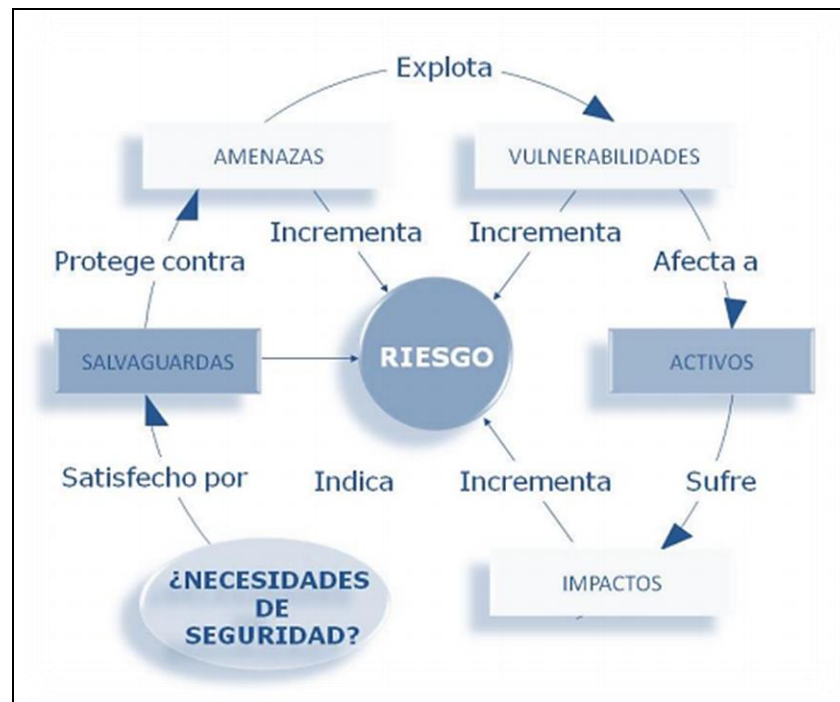 Explota
AMENAZAS
VULNERABILIDADES
Incrementa
Incrementa
Protege contra
Afecta a
SALVAGUARDAS
RIESGO
ACTIVOS
Satisfecho por
Indica
Incrementa
Sufre
¿NECESIDADES
DE
SEGURIDAD?
IMPACTOS